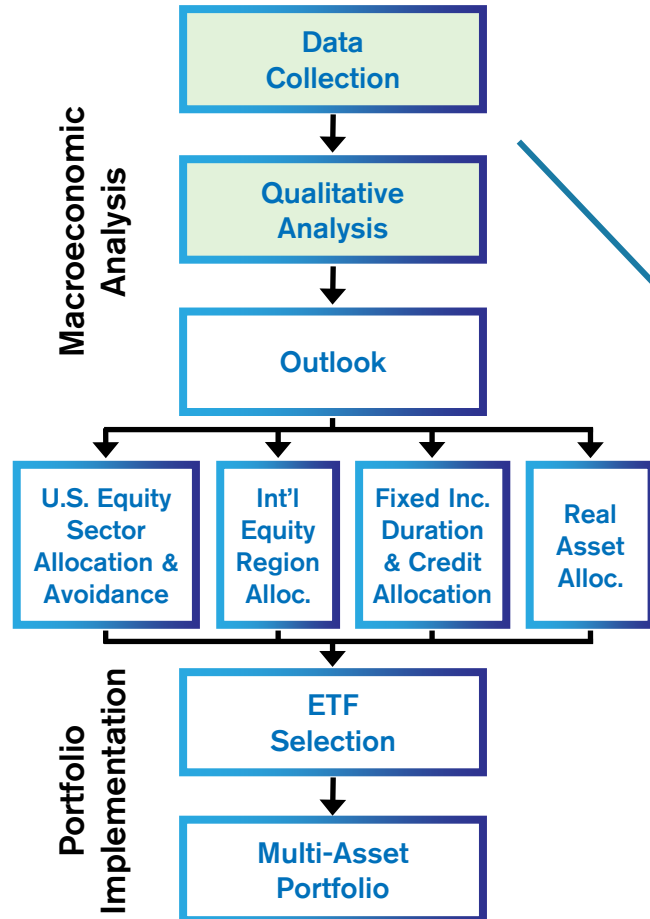 Macroeconomic
Analysis
Data
Collection
Qualitative
Analysis
Outlook
U.S. Equity
Sector
Allocation &
Avoidance
Int'l
Equity
Region
Alloc.
Fixed Inc.
Duration
& Credit
Allocation
Real
Asset
Alloc.
Portfolio
Implementation
ETF
Selection
Multi-Asset
Portfolio